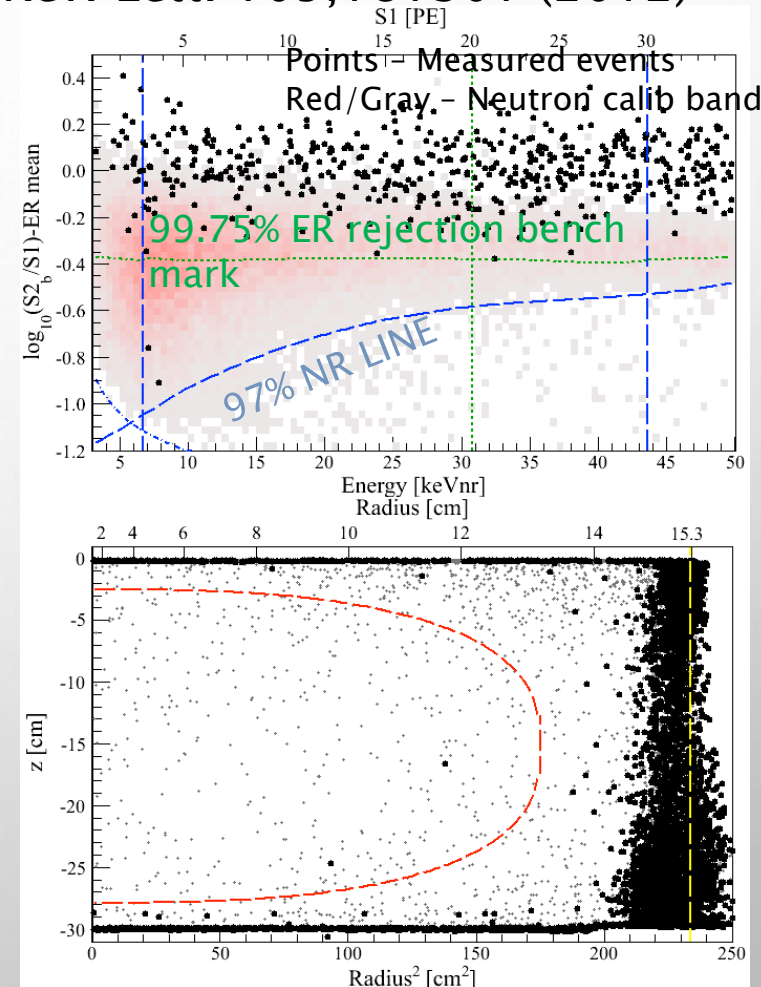 Lett. 109,181301 (2012)
S1 [PE]
5 10 15 20 25 30
Points – Measured events
Red/Gray – Neutron calib band
0.4
0.2
0.0
-0.2
-0.4
-0.6
-0.8
-1.0
-1.2
log10(S2b/S1)-ER mean
99.75% ER rejection bench
mark
97% NR LINE
5 10 15 20 25 30 35 40 45 50
Energy [keVnr]
Radius [cm]
2 4 6 8 10 12 14 15.3
0
-5
-10
-15
-20
-25
-30
z [cm]
0 50 100 150 200 250
Radius2 [cm2]